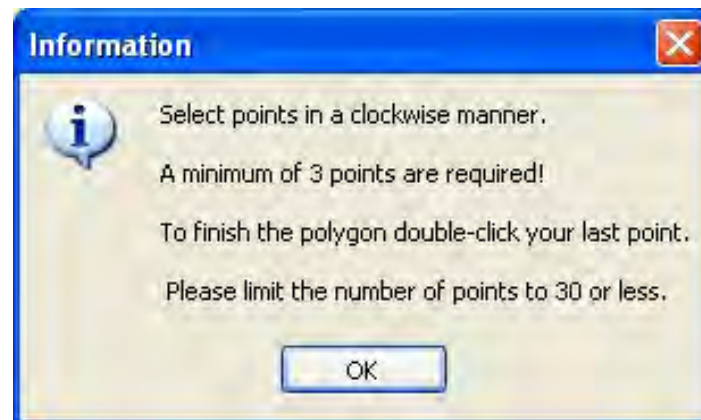 Information
Select points in a clockwise manner.
A minimum of 3 points are required!
To finish the polygon double-click your last point.
Please limit the number of points to 30 or less.
OK